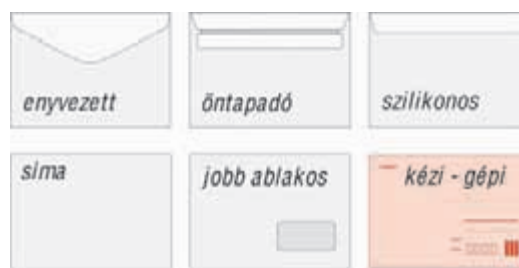 enyvezett
öntapadó
szilikonos
sima
jobb ablakos
kézi - gépi